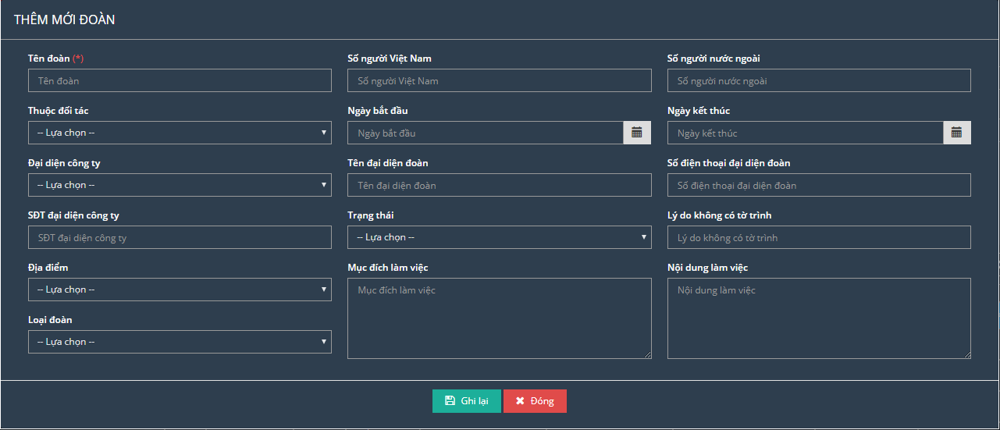 THÊM MỚI ĐOÀN
Tên đoàn (*)
Số người Việt Nam
Số người nước ngoài
Tên đoàn
Số người Việt Nam
Số người nước ngoài
Thuộc đối tác
Ngày bắt đầu
Ngày kết thúc
-- Lựa chọn --
Ngày bắt đầu
Ngày kết thúc
Đại diện công ty
Tên đại diện đoàn
Số điện thoại đại diện đoàn
-- Lựa chọn --
Tên đại diện đoàn
Số điện thoại đại diện đoàn
SĐT đại diện công ty
Trạng thái
Lý do không có tờ trình
SĐT đại diện công ty
-- Lựa chọn --
Lý do không có tờ trình
Địa điểm
Mục đích làm việc
Nội dung làm việc
-- Lựa chọn --
Mục đích làm việc
Nội dung làm việc
Loại đoàn
-- Lựa chọn --
Ghi lại
Đóng